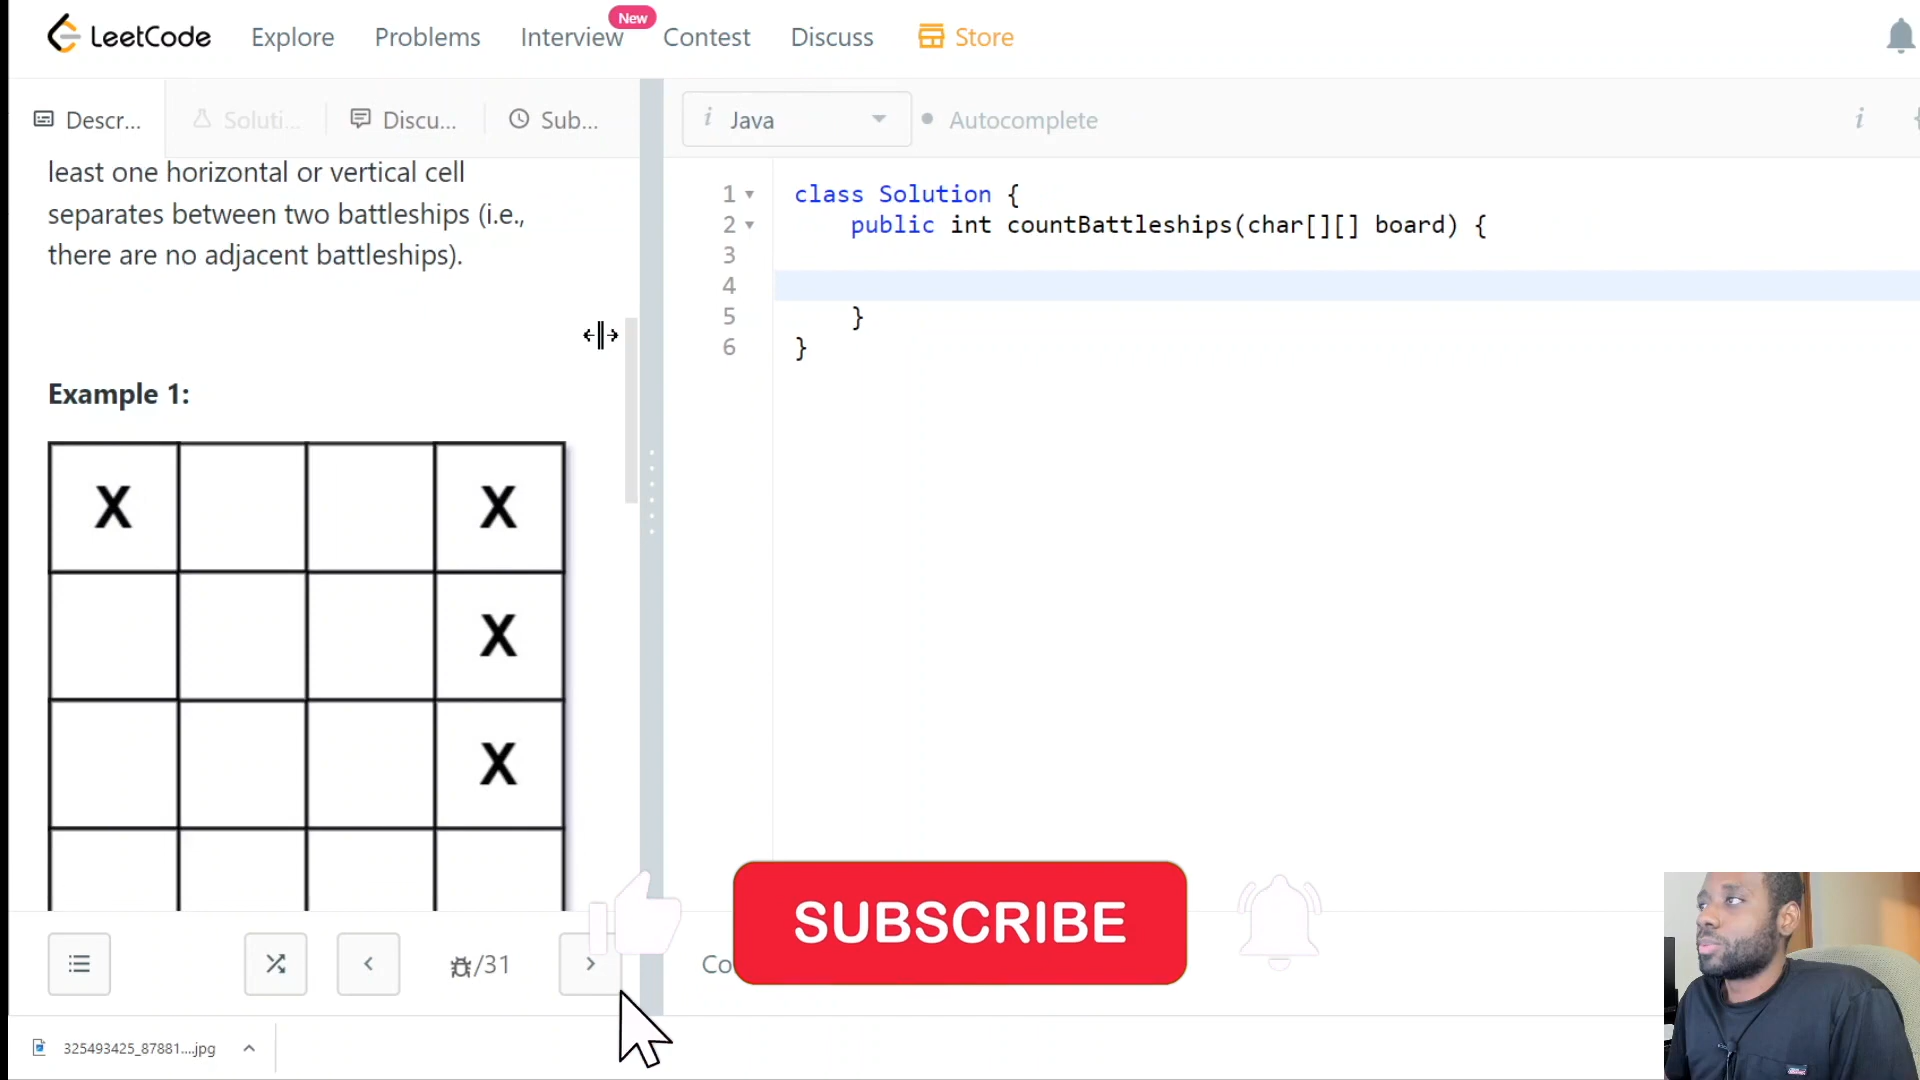 LeetCode Explore Problems Interview New Contest Discuss Store
Descr... Soluti... Discu... Sub... i Java Autocomplete i
least one horizontal or vertical cell
separates between two battleships (i.e.,
there are no adjacent battleships).
Example 1:
X X
X
X
1 class Solution {
2 public int countBattleships(char[][] board) {
3
4
5 }
6 }
/31
Co
SUBSCRIBE
325493425_87881....jpg